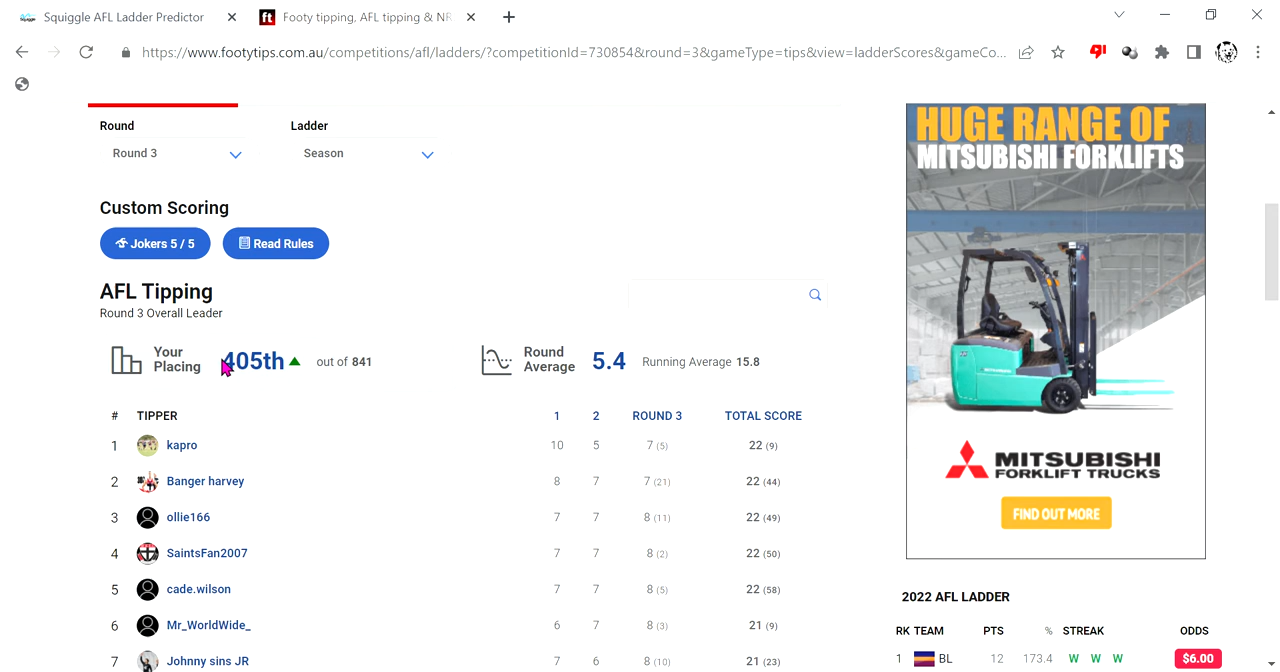 Squiggle AFL Ladder Predictor
ft Footy tipping, AFL tipping & NR
https://www.footytips.com.au/competitions/afl/ladders/?competitionId=730854&round=3&gameType=tips&view=ladderScores&gameCo...
Round Ladder
Round 3 Season
Custom Scoring
Jokers 5 / 5 Read Rules
AFL Tipping
Round 3 Overall Leader
Your Placing 405th out of 841
Round Average 5.4 Running Average 15.8
# TIPPER 1 2 ROUND 3 TOTAL SCORE
1 kapro 10 5 7 (5) 22 (9)
2 Banger harvey 8 7 7 (21) 22 (44)
3 ollie166 7 7 8 (11) 22 (49)
4 SaintsFan2007 7 7 8 (2) 22 (50)
5 cade.wilson 7 7 8 (5) 22 (58)
6 Mr_WorldWide_ 6 7 8 (3) 21 (9)
7 Johnny sins JR 7 6 8 (10) 21 (23)
HUGE RANGE OF
MITSUBISHI FORKLIFTS
MITSUBISHI
FORKLIFT TRUCKS
FIND OUT MORE
2022 AFL LADDER
RK TEAM PTS % STREAK ODDS
1 BL 12 173.4 W W W $6.00